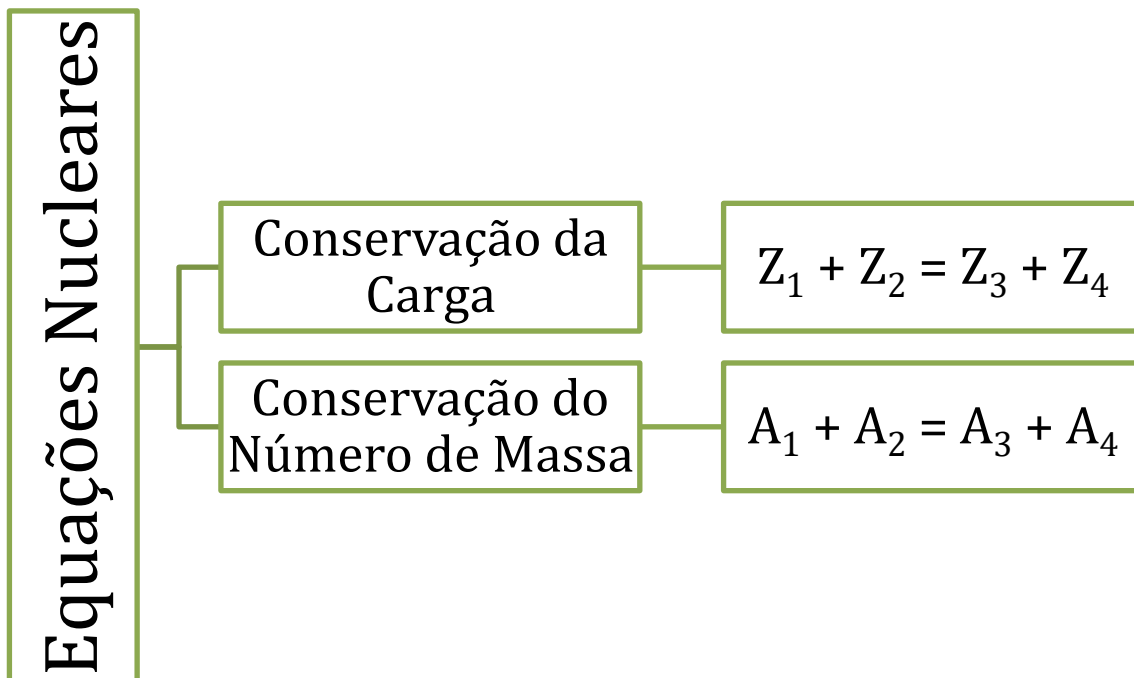 Equações Nucleares
Conservação da
Carga
Z₁ + Z₂ = Z₃ + Z₄
Conservação do
Número de Massa
A₁ + A₂ = A₃ + A₄